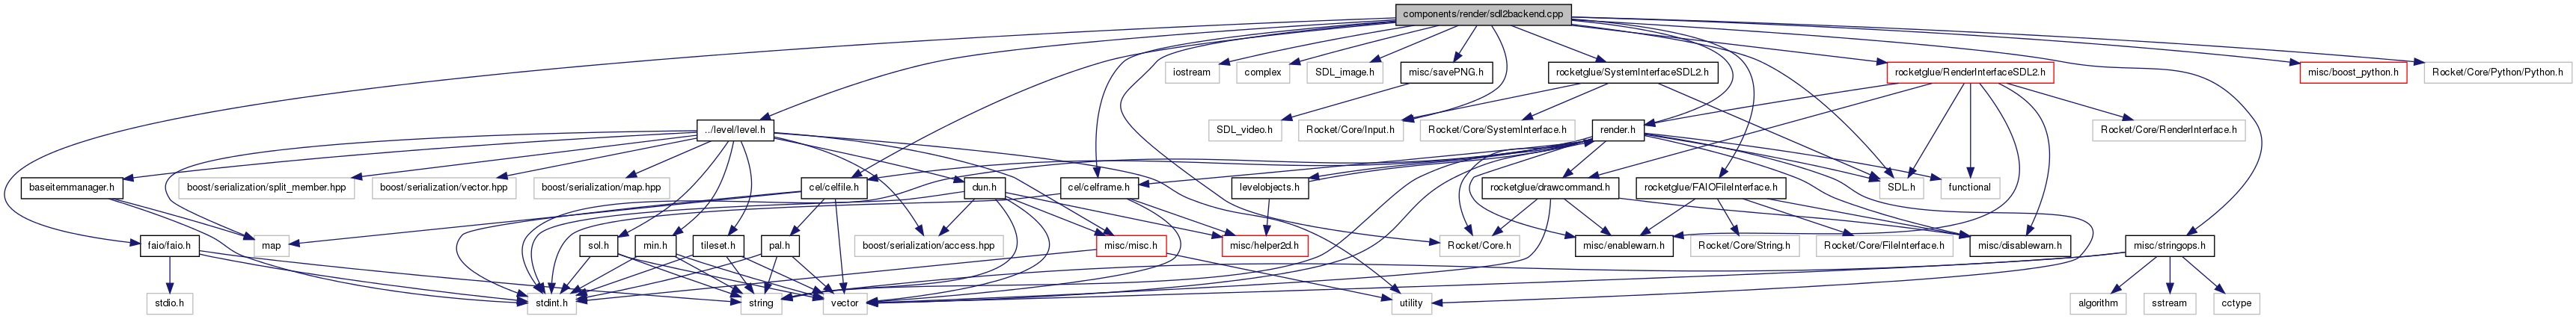 components/render/sdl2backend.cpp
iostream
complex
SDL_image.h
misc/savePNG.h
rocketglue/SystemInterfaceSDL2.h
rocketglue/RenderInterfaceSDL2.h
misc/boost_python.h
Rocket/Core/Python/Python.h
../level/level.h
SDL_video.h
Rocket/Core/Input.h
Rocket/Core/SystemInterface.h
render.h
Rocket/Core/RenderInterface.h
baseitemmanager.h
boost/serialization/split_member.hpp
boost/serialization/vector.hpp
boost/serialization/map.hpp
cel/celfile.h
dun.h
cel/celframe.h
levelobjects.h
rocketglue/drawcommand.h
rocketglue/FAIOFileInterface.h
SDL.h
functional
faio/faio.h
map
sol.h
min.h
tileset.h
pal.h
boost/serialization/access.hpp
misc/misc.h
misc/helper2d.h
Rocket/Core.h
misc/enablewarn.h
Rocket/Core/String.h
Rocket/Core/FileInterface.h
misc/disablewarn.h
misc/stringops.h
stdio.h
stdint.h
string
vector
utility
algorithm
sstream
cctype